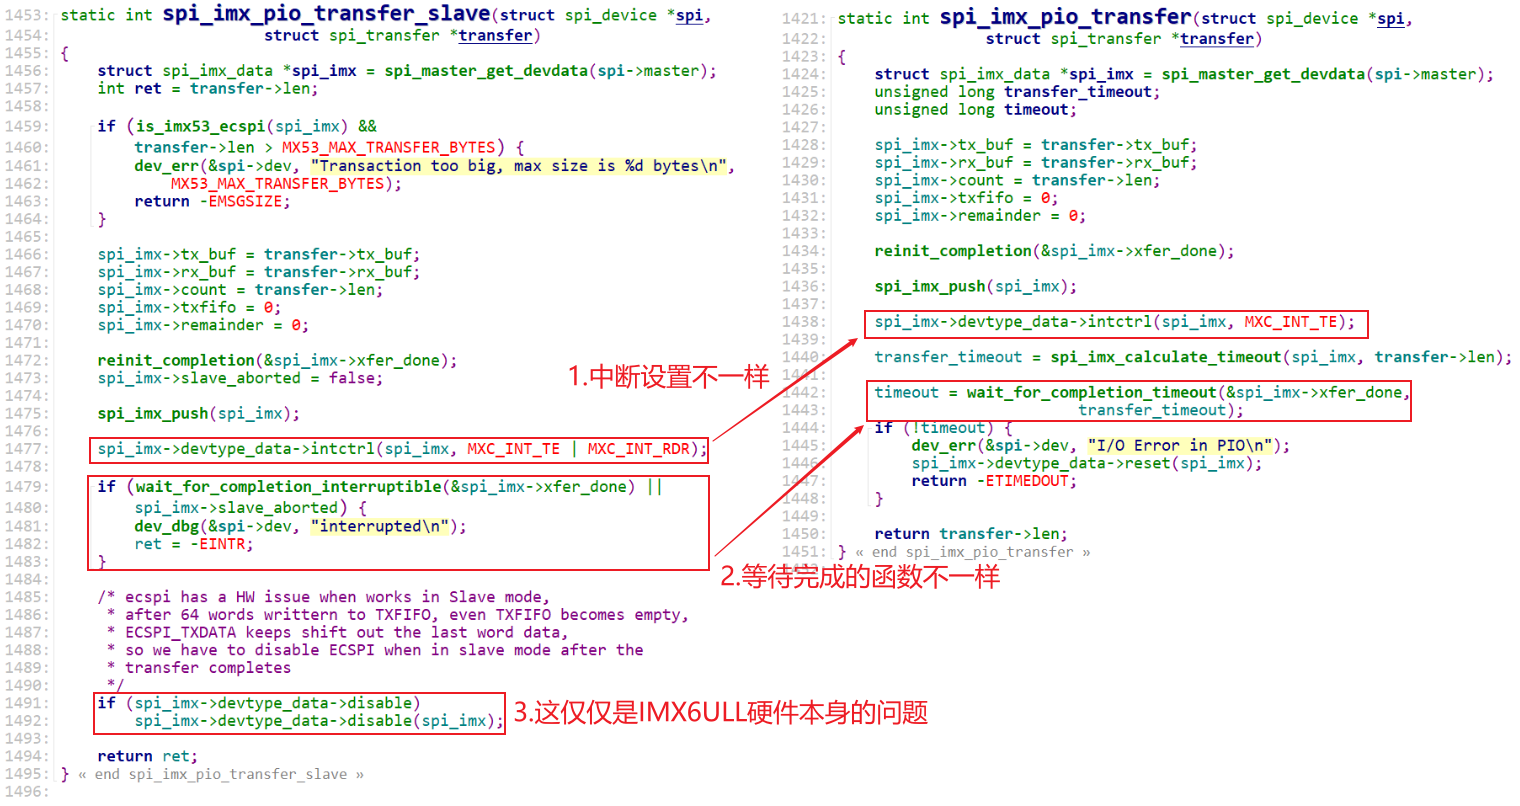 1453: static int spi_imx_pio_transfer_slave(struct spi_device *spi,
1454: struct spi_transfer *transfer)
1455: {
1456: struct spi_imx_data *spi_imx = spi_master_get_devdata(spi->master);
1457: int ret = transfer->len;
1458:
1459: if (is_imx53_ecspi(spi_imx) &&
1460: transfer->len > MX53_MAX_TRANSFER_BYTES) {
1461: dev_err(&spi->dev, "Transaction too big, max size is %d bytes\n",
1462: MX53_MAX_TRANSFER_BYTES);
1463: return -EMSGSIZE;
1464: }
1465:
1466: spi_imx->tx_buf = transfer->tx_buf;
1467: spi_imx->rx_buf = transfer->rx_buf;
1468: spi_imx->count = transfer->len;
1469: spi_imx->txfifo = 0;
1470: spi_imx->remainder = 0;
1471:
1472: reinit_completion(&spi_imx->xfer_done);
1473: spi_imx->slave_aborted = false;
1474:
1475: spi_imx_push(spi_imx);
1476:
1477: spi_imx->devtype_data->intctrl(spi_imx, MXC_INT_TE | MXC_INT_RDR);
1478:
1479: if (wait_for_completion_interruptible(&spi_imx->xfer_done) ||
1480: spi_imx->slave_aborted) {
1481: dev_dbg(&spi->dev, "interrupted\n");
1482: ret = -EINTR;
1483: }
1484:
1485: /* ecspi has a HW issue when works in Slave mode,
1486: * after 64 words writtern to TXFIFO, even TXFIFO becomes empty,
1487: * ECSPI_TXDATA keeps shift out the last word data,
1488: * so we have to disable ECSPI when in slave mode after the
1489: * transfer completes
1490: */
1491: if (spi_imx->devtype_data->disable)
1492: spi_imx->devtype_data->disable(spi_imx);
1493:
1494: return ret;
1495: } « end spi_imx_pio_transfer_slave »
1496:
1421: static int spi_imx_pio_transfer(struct spi_device *spi,
1422: struct spi_transfer *transfer)
1423: {
1424: struct spi_imx_data *spi_imx = spi_master_get_devdata(spi->master);
1425: unsigned long transfer_timeout;
1426: unsigned long timeout;
1427:
1428: spi_imx->tx_buf = transfer->tx_buf;
1429: spi_imx->rx_buf = transfer->rx_buf;
1430: spi_imx->count = transfer->len;
1431: spi_imx->txfifo = 0;
1432: spi_imx->remainder = 0;
1433:
1434: reinit_completion(&spi_imx->xfer_done);
1435:
1436: spi_imx_push(spi_imx);
1437:
1438: spi_imx->devtype_data->intctrl(spi_imx, MXC_INT_TE);
1439:
1440: transfer_timeout = spi_imx_calculate_timeout(spi_imx, transfer->len);
1441:
1442: timeout = wait_for_completion_timeout(&spi_imx->xfer_done,
1443: transfer_timeout);
1444: if (!timeout) {
1445: dev_err(&spi->dev, "I/O Error in PIO\n");
1446: spi_imx->devtype_data->reset(spi_imx);
1447: return -ETIMEDOUT;
1448: }
1449:
1450: return transfer->len;
1451: } « end spi_imx_pio_transfer »
1.中断设置不一样
2.等待完成的函数不一样
3.这仅仅是IMX6ULL硬件本身的问题